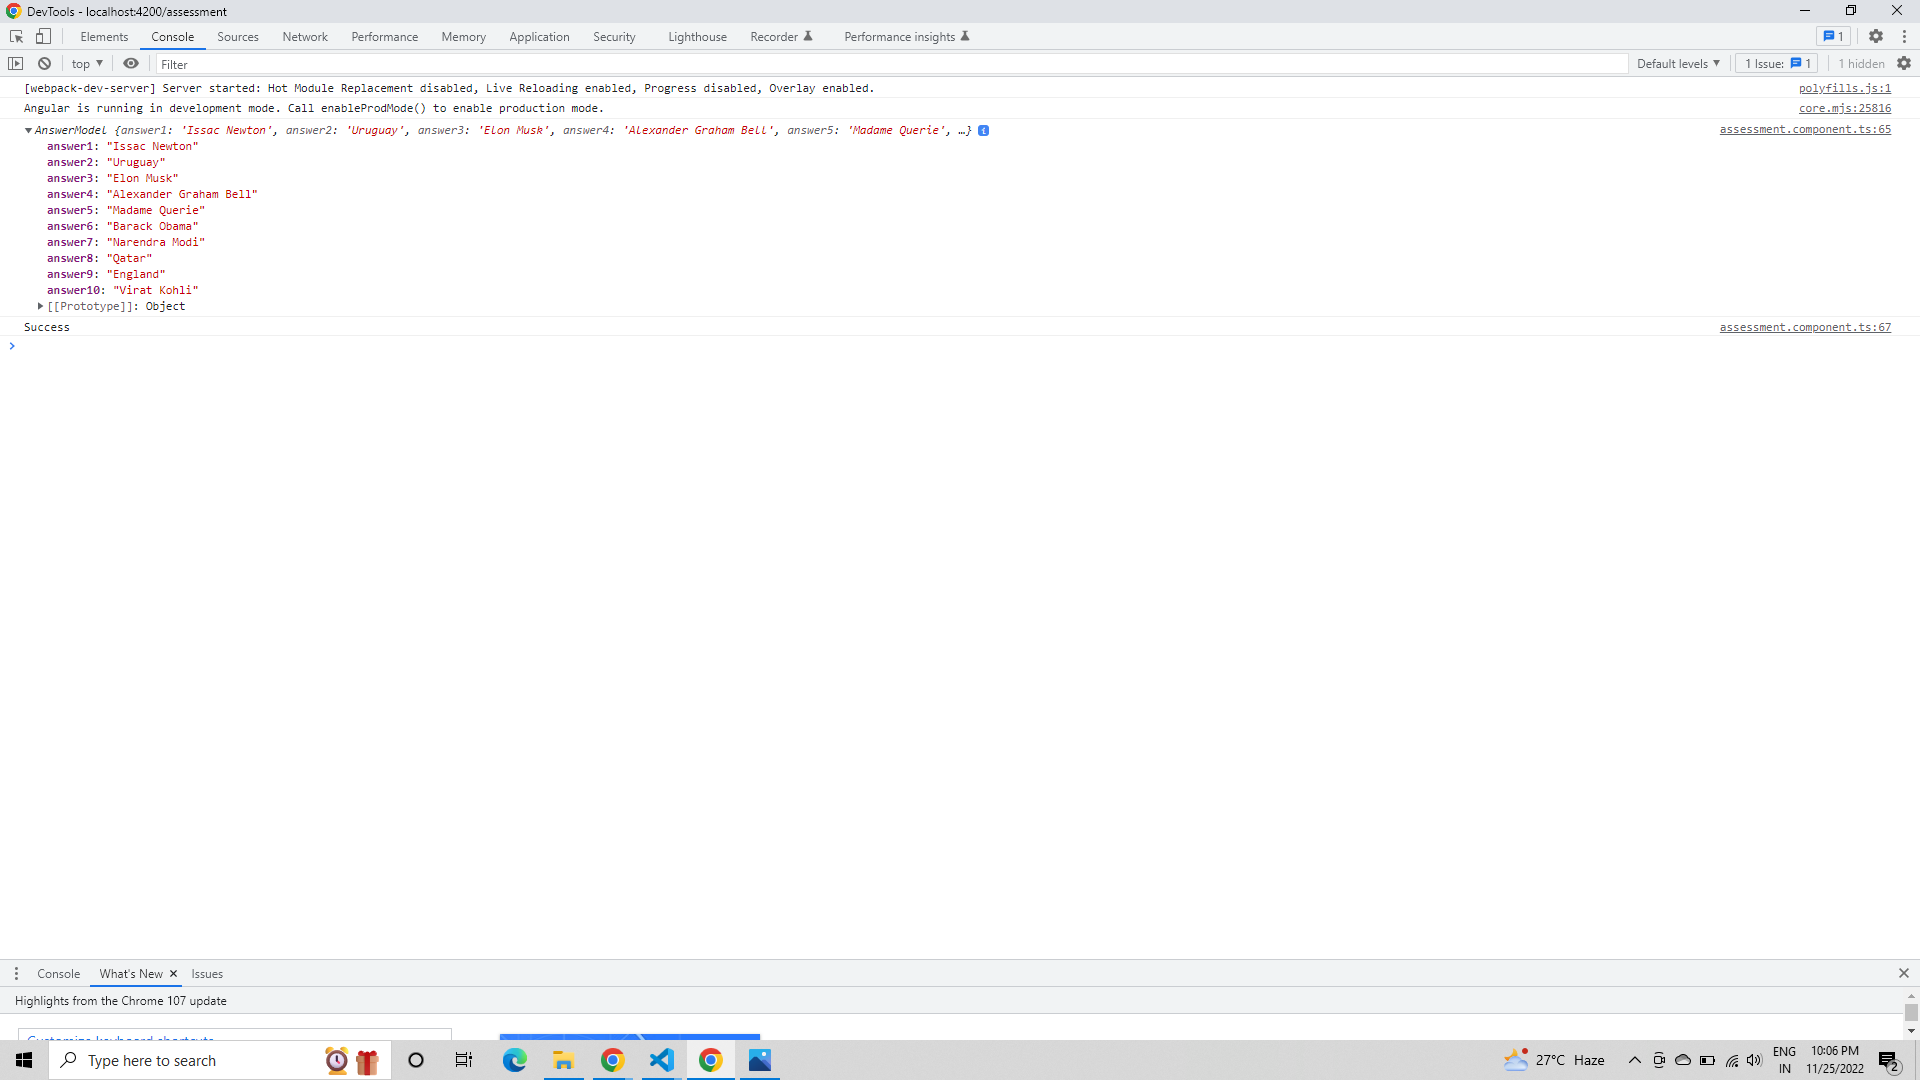 DevTools - localhost:4200/assessment
Elements Console Sources Network Performance Memory Application Security Lighthouse Recorder Performance insights 1
top Filter Default levels 1 Issue: 1 1 hidden
[webpack-dev-server] Server started: Hot Module Replacement disabled, Live Reloading enabled, Progress disabled, Overlay enabled. polyfills.js:1
Angular is running in development mode. Call enableProdMode() to enable production mode. core.mjs:25816
AnswerModel {answer1: 'Issac Newton', answer2: 'Uruguay', answer3: 'Elon Musk', answer4: 'Alexander Graham Bell', answer5: 'Madame Querie', …} i assessment.component.ts:65
answer1: "Issac Newton"
answer2: "Uruguay"
answer3: "Elon Musk"
answer4: "Alexander Graham Bell"
answer5: "Madame Querie"
answer6: "Barack Obama"
answer7: "Narendra Modi"
answer8: "Qatar"
answer9: "England"
answer10: "Virat Kohli"
[[Prototype]]: Object
Success assessment.component.ts:67
Console What's New Issues
Highlights from the Chrome 107 update
Customize keyboard shortcuts
Type here to search 27°C Haze ENG IN 10:06 PM 11/25/2022 2